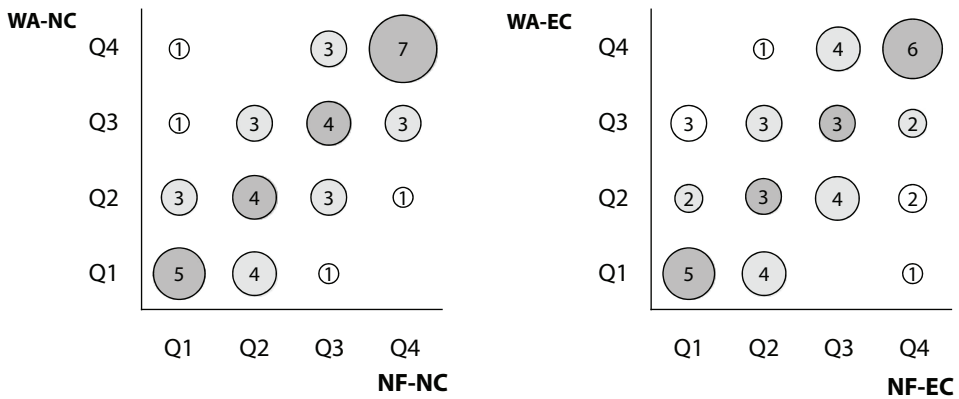 WA-NC
Q4 1 3 7
Q3 1 3 4 3
Q2 3 4 3 1
Q1 5 4 1
Q1 Q2 Q3 Q4
NF-NC
WA-EC
Q4 1 4 6
Q3 3 3 3 2
Q2 2 3 4 2
Q1 5 4 1
Q1 Q2 Q3 Q4
NF-EC